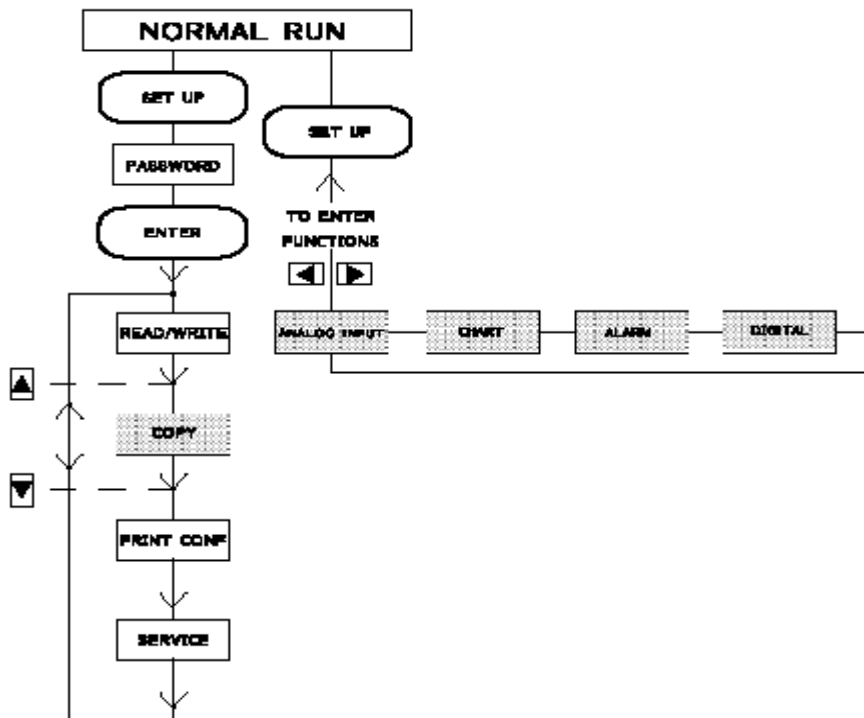 NORMAL RUN
SET UP
SET UP
PASSWORD
ENTER
TO ENTER
FUNCTIONS
READ/WRITE
ANALOG INPUT
CHART
ALARM
DIGITAL
COPY
PRINT CONF
SERVICE